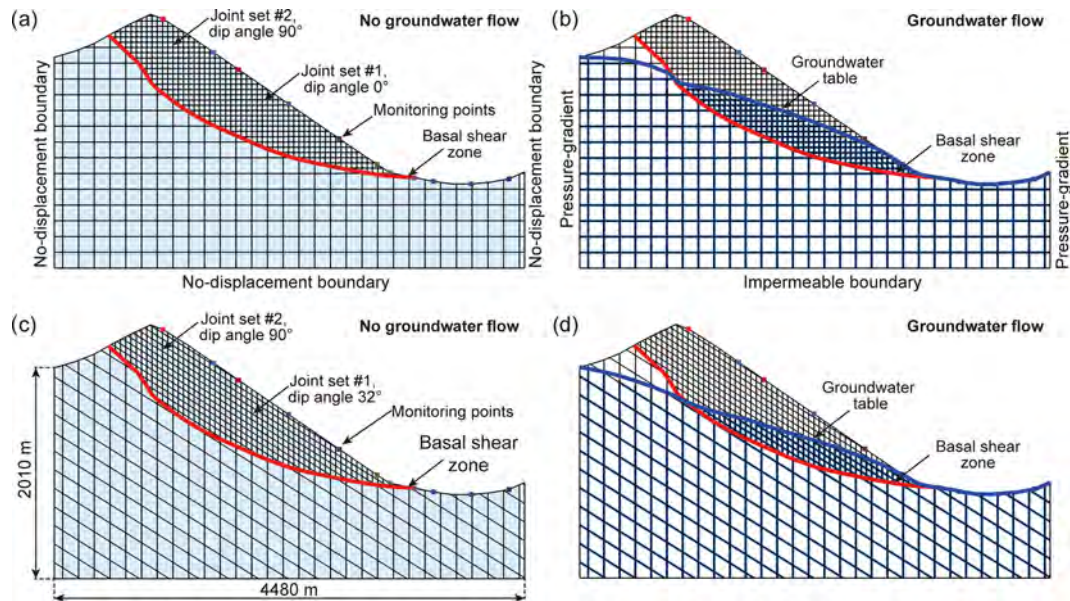 (a)
Joint set #2,
dip angle 90°
No groundwater flow
Joint set #1,
dip angle 0°
Monitoring points
Basal shear
zone
No-displacement boundary
No-displacement boundary
No-displacement boundary
(b)
Groundwater flow
Groundwater
table
Basal shear
zone
Pressure-gradient
Pressure-gradient
Impermeable boundary
(c)
Joint set #2,
dip angle 90°
No groundwater flow
Joint set #1,
dip angle 32°
Monitoring points
Basal shear
zone
2010 m
4480 m
(d)
Groundwater flow
Groundwater
table
Basal shear
zone